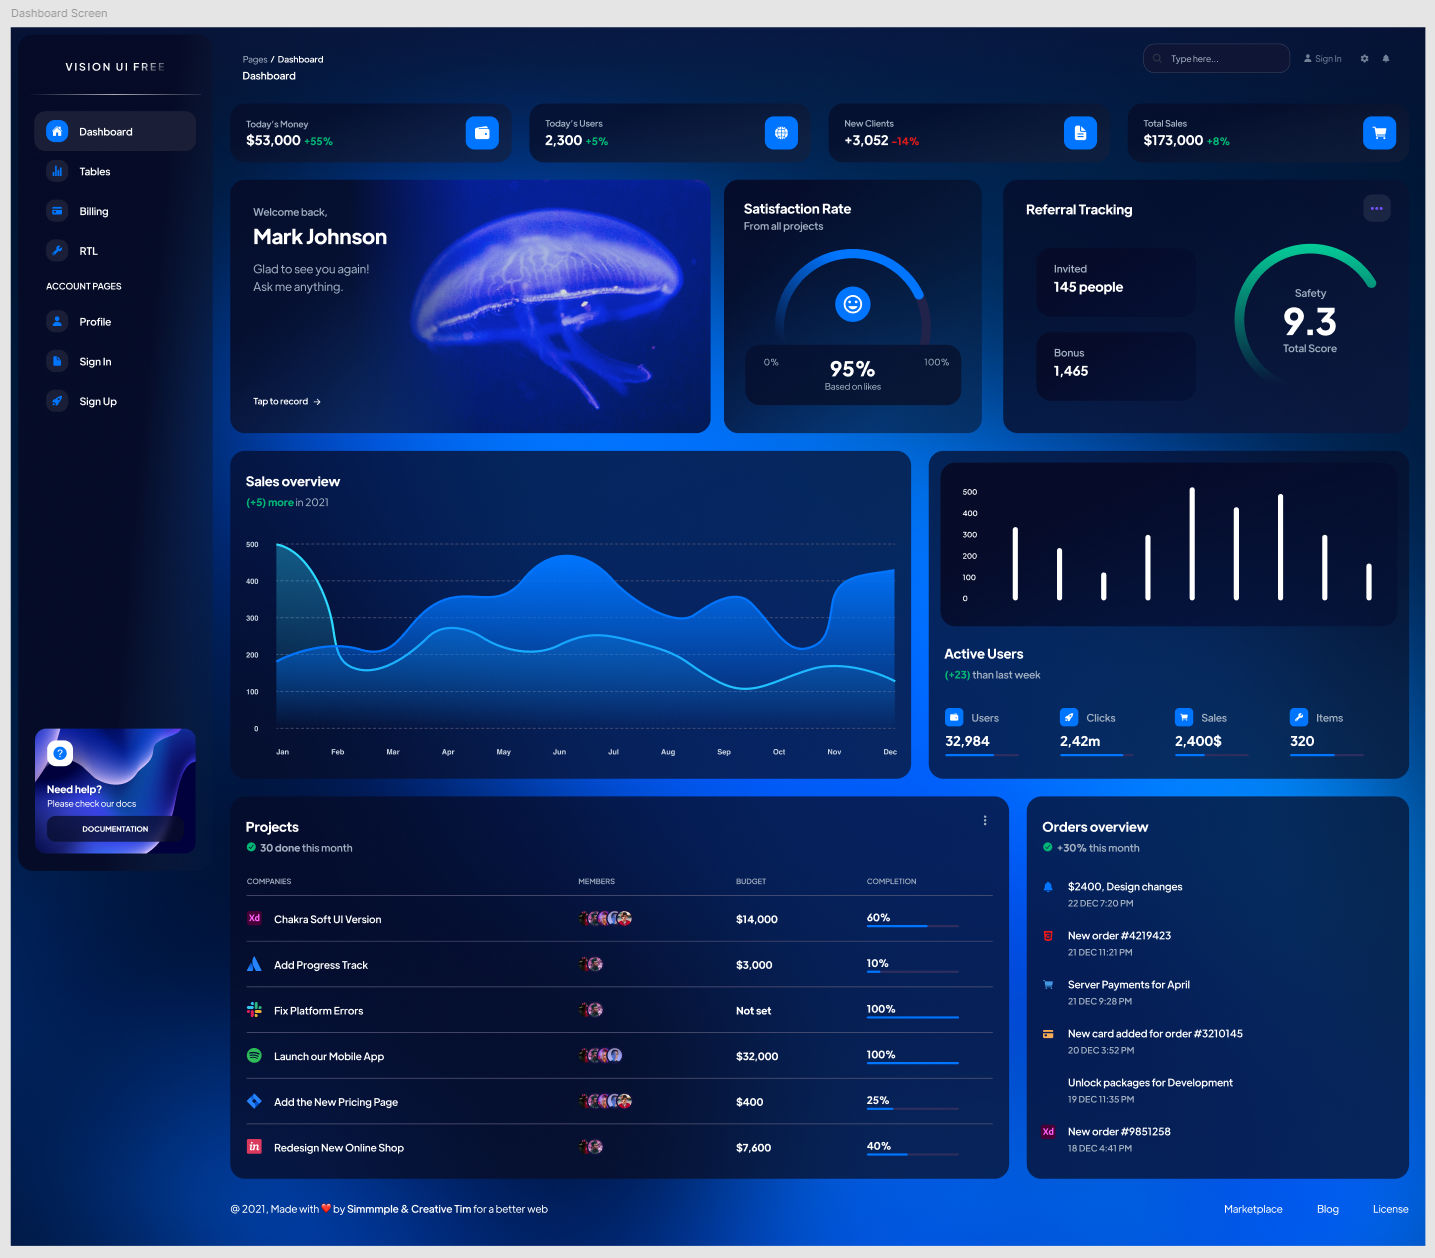 Dashboard Screen
VISION UI FREE
Dashboard
Tables
Billing
RTL
ACCOUNT PAGES
Profile
Sign In
Sign Up
Need help?
Please check our docs
DOCUMENTATION
Pages / Dashboard
Dashboard
Type here...
Sign In
Today's Money
$53,000 +55%
Today's Users
2,300 +5%
New Clients
+3,052 -14%
Total Sales
$173,000 +8%
Welcome back,
Mark Johnson
Glad to see you again!
Ask me anything.
Tap to record
Satisfaction Rate
From all projects
0%
95%
100%
Based on likes
Referral Tracking
Invited
145 people
Bonus
1,465
Safety
9.3
Total Score
Sales overview
(+5) more in 2021
500
400
300
200
100
0
Jan Feb Mar Apr May Jun Jul Aug Sep Oct Nov Dec
500
400
300
200
100
0
Active Users
(+23) than last week
Users
32,984
Clicks
2,42m
Sales
2,400$
Items
320
Projects
30 done this month
COMPANIES MEMBERS BUDGET COMPLETION
Xd Chakra Soft UI Version $14,000 60%
Add Progress Track $3,000 10%
Fix Platform Errors Not set 100%
Launch our Mobile App $32,000 100%
Add the New Pricing Page $400 25%
in Redesign New Online Shop $7,600 40%
Orders overview
+30% this month
$2400, Design changes
22 DEC 7:20 PM
New order #4219423
21 DEC 11:21 PM
Server Payments for April
21 DEC 9:28 PM
New card added for order #3210145
20 DEC 3:52 PM
Unlock packages for Development
19 DEC 11:35 PM
Xd New order #9851258
18 DEC 4:41 PM
@ 2021, Made with ❤️ by Simmmple & Creative Tim for a better web
Marketplace Blog License